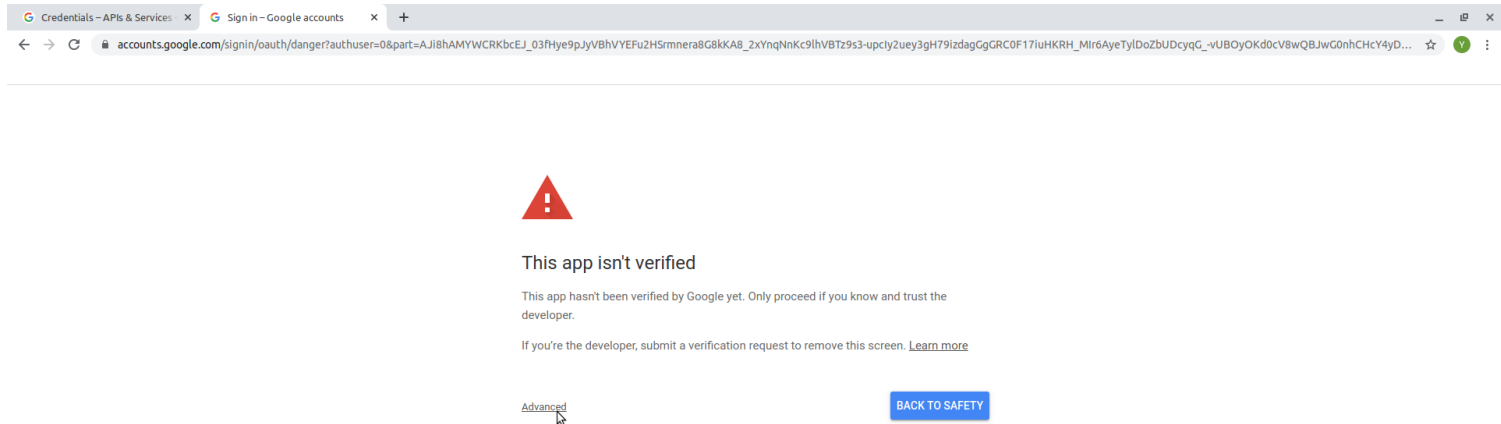 Credentials – APIs & Services
Sign in – Google accounts
accounts.google.com/signin/oauth/danger?authuser=0&part=AJi8hAMYWCRKbcEJ_03fHye9pJyVBhVYEFu2HSrmnera8G8kKA8_2xYnqNnKc9lhVBTz9s3-upcIy2uey3gH79izdagGgGRC0F17iuHKRH_MIr6AyeTylDoZbUDcyqG_-vUBOyOKd0cV8wQBJwG0nhCHcY4yD...
Y
This app isn't verified
This app hasn't been verified by Google yet. Only proceed if you know and trust the
developer.
If you're the developer, submit a verification request to remove this screen. Learn more
Advanced
BACK TO SAFETY